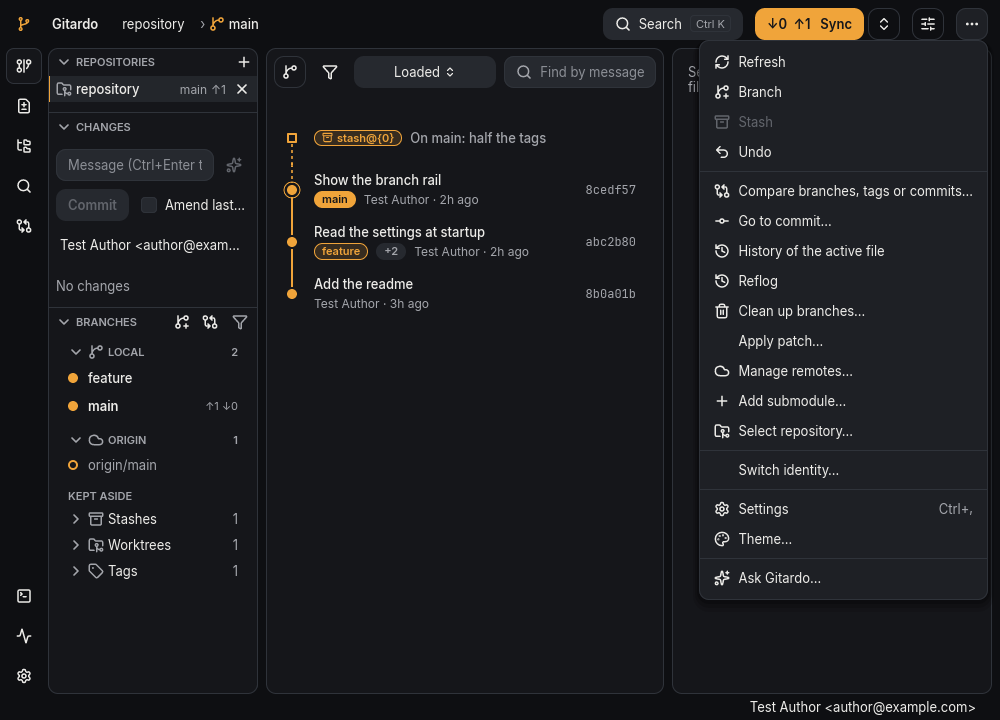 Gitardo repository › main Search Ctrl K ↓0 ↑1 Sync
REPOSITORIES
repository main ↑1
CHANGES
Message (Ctrl+Enter t
Commit Amend last...
Test Author <author@exam...
No changes
BRANCHES
LOCAL 2
feature
main ↑1 ↓0
ORIGIN 1
origin/main
KEPT ASIDE
Stashes 1
Worktrees 1
Tags 1
Loaded Find by message
stash@{0} On main: half the tags
Show the branch rail
main Test Author · 2h ago 8cedf57
Read the settings at startup
feature +2 Test Author · 2h ago abc2b80
Add the readme
Test Author · 3h ago 8b0a01b
Refresh
Branch
Stash
Undo
Compare branches, tags or commits...
Go to commit...
History of the active file
Reflog
Clean up branches...
Apply patch...
Manage remotes...
Add submodule...
Select repository...
Switch identity...
Settings Ctrl+,
Theme...
Ask Gitardo...
Test Author <author@example.com>